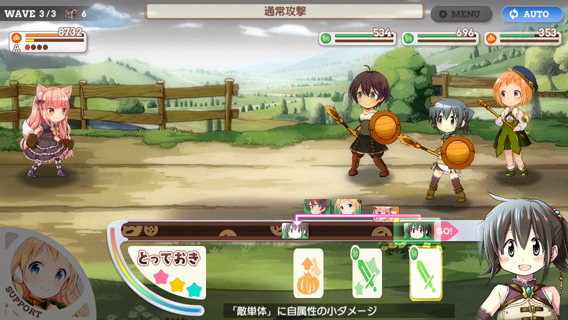 WAVE 3/3 6
通常攻撃
MENU
AUTO
8732
A
534
696
353
GO!
とっておき
SUPPORT
「敵単体」に自属性の小ダメージ